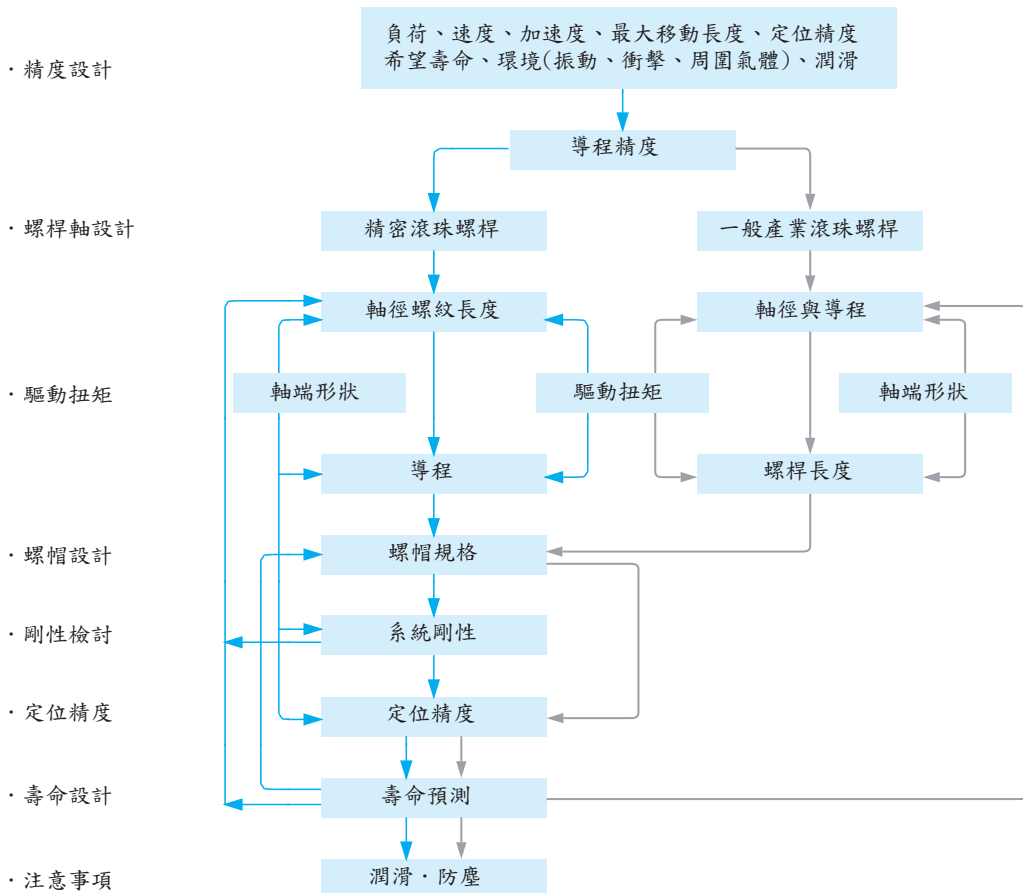 負荷、速度、加速度、最大移動長度、定位精度
希望壽命、環境(振動、衝擊、周圍氣體)、潤滑
·精度設計
導程精度
·螺桿軸設計
精密滾珠螺桿
一般產業滾珠螺桿
軸徑螺紋長度
軸徑與導程
·驅動扭矩
軸端形狀
驅動扭矩
軸端形狀
導程
螺桿長度
·螺帽設計
螺帽規格
·剛性檢討
系統剛性
·定位精度
定位精度
·壽命設計
壽命預測
·注意事項
潤滑·防塵